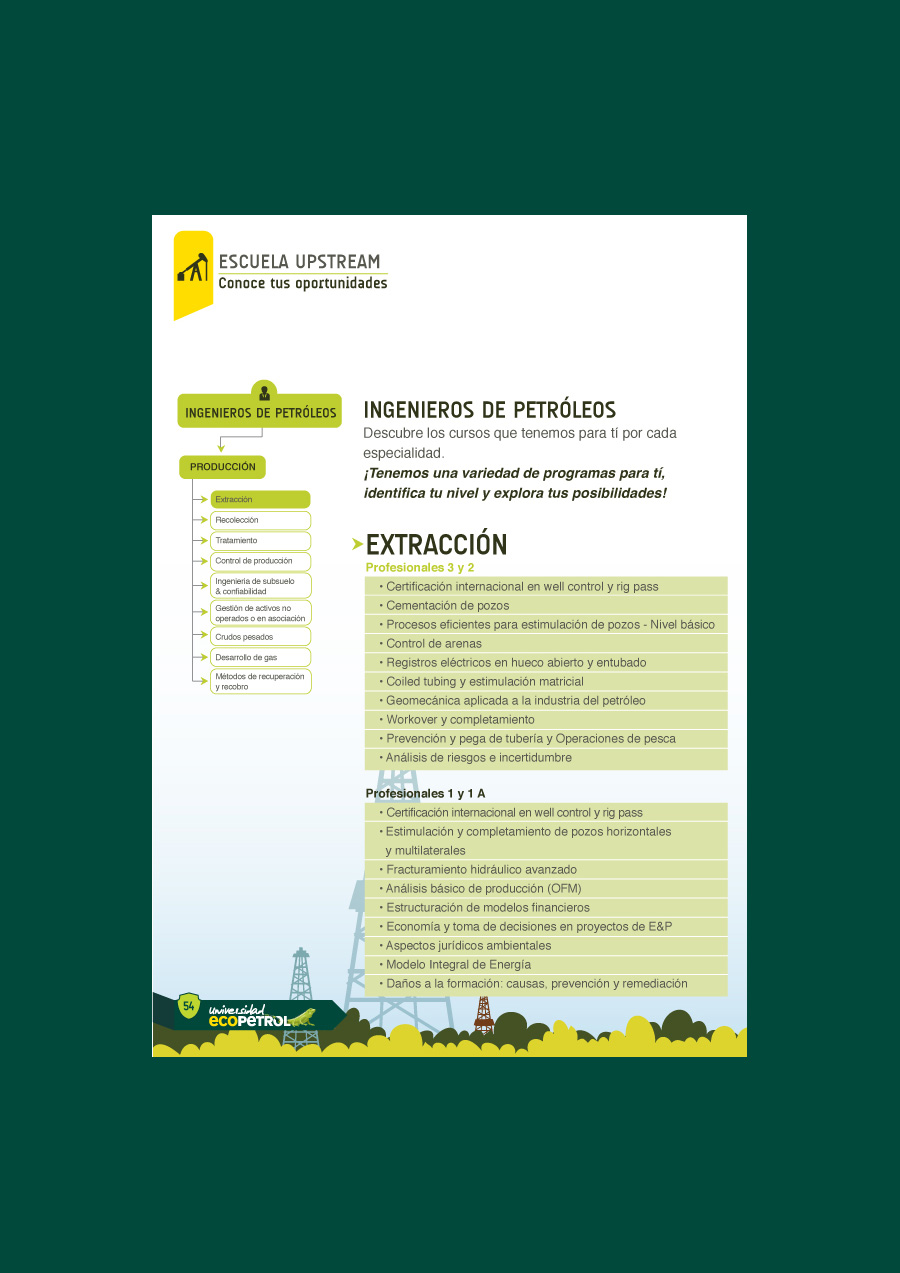 ESCUELA UPSTREAM
Conoce tus oportunidades
INGENIEROS DE PETRÓLEOS
PRODUCCIÓN
Extracción
Recolección
Tratamiento
Control de producción
Ingeniería de subsuelo
& confiabilidad
Gestión de activos no
operados o en asociación
Crudos pesados
Desarrollo de gas
Métodos de recuperación
y recobro
INGENIEROS DE PETRÓLEOS
Descubre los cursos que tenemos para tí por cada
especialidad.
¡Tenemos una variedad de programas para tí,
identifica tu nivel y explora tus posibilidades!
EXTRACCIÓN
Profesionales 3 y 2
• Certificación internacional en well control y rig pass
• Cementación de pozos
• Procesos eficientes para estimulación de pozos - Nivel básico
• Control de arenas
• Registros eléctricos en hueco abierto y entubado
• Coiled tubing y estimulación matricial
• Geomecánica aplicada a la industria del petróleo
• Workover y completamiento
• Prevención y pega de tubería y Operaciones de pesca
• Análisis de riesgos e incertidumbre
Profesionales 1 y 1 A
• Certificación internacional en well control y rig pass
• Estimulación y completamiento de pozos horizontales
y multilaterales
• Fracturamiento hidráulico avanzado
• Análisis básico de producción (OFM)
• Estructuración de modelos financieros
• Economía y toma de decisiones en proyectos de E&P
• Aspectos jurídicos ambientales
• Modelo Integral de Energía
• Daños a la formación: causas, prevención y remediación
54
universidad
ECOPETROL